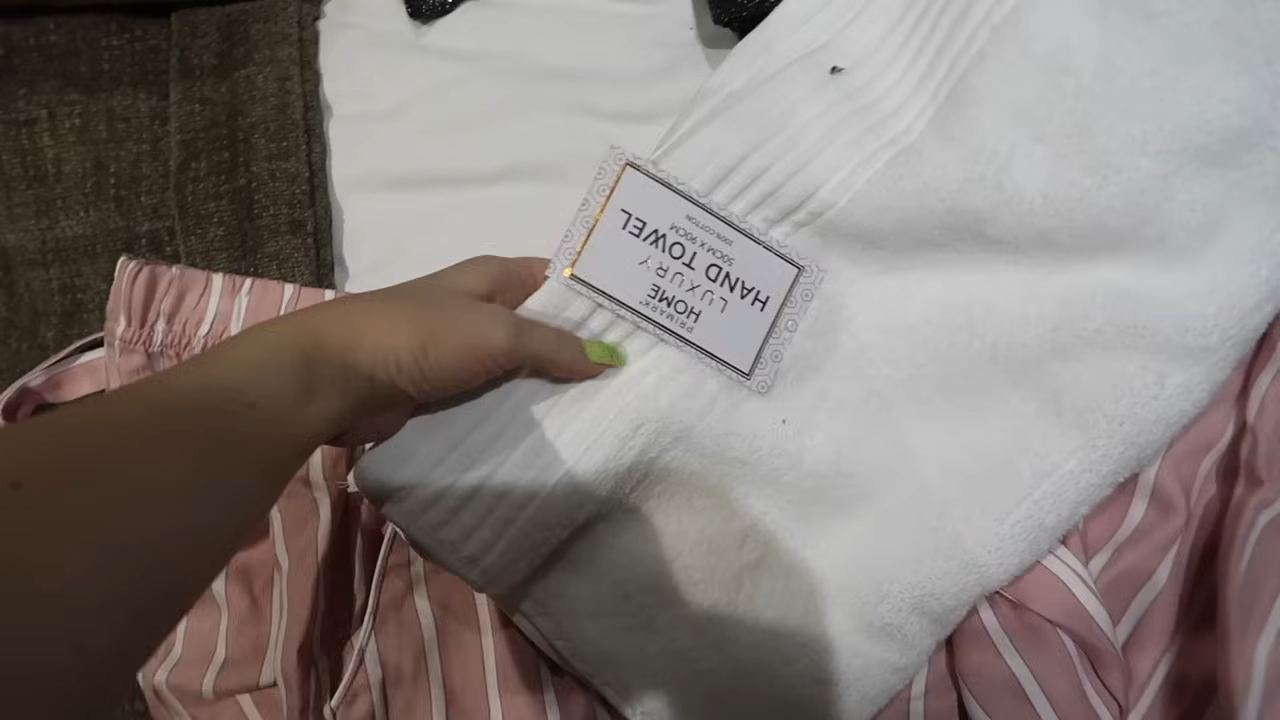 PRIMARK®
HOME
LUXURY
HAND TOWEL
50CM X 90CM
100% COTTON